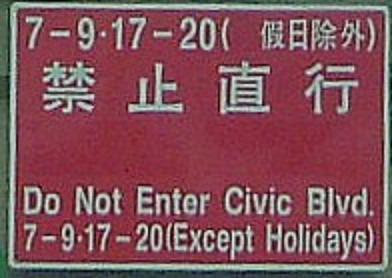 7-9·17-20( 假日除外)
禁止直行
Do Not Enter Civic Blvd.
7-9·17-20(Except Holidays)